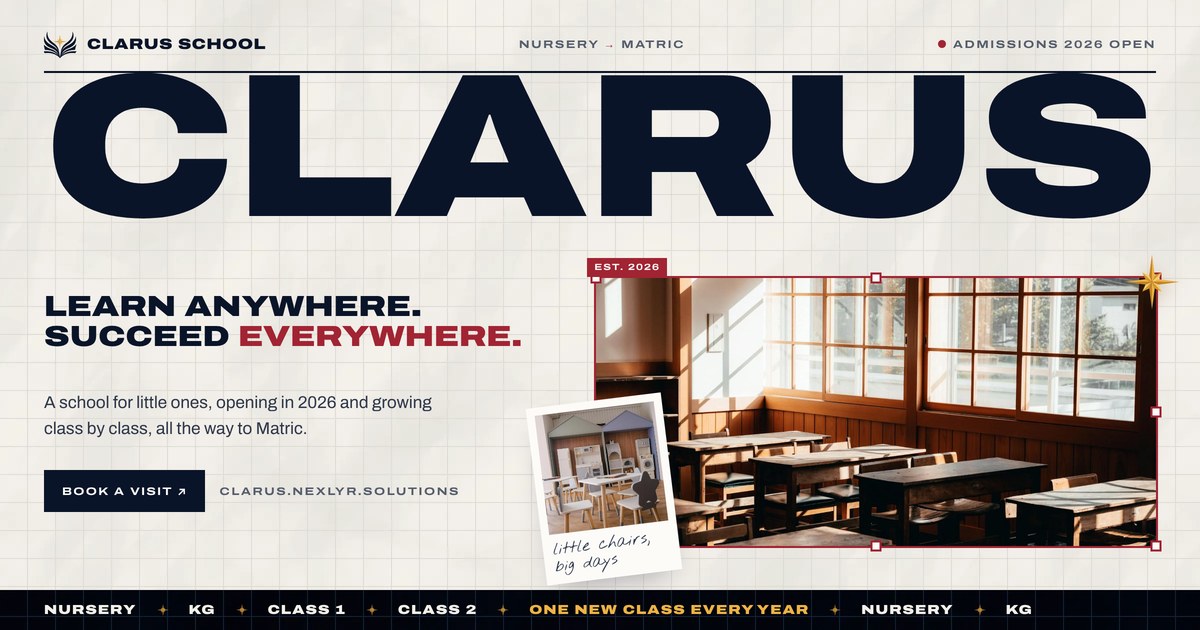 CLARUS SCHOOL
NURSERY → MATRIC
ADMISSIONS 2026 OPEN
CLARUS
EST. 2026
LEARN ANYWHERE.
SUCCEED EVERYWHERE.
A school for little ones, opening in 2026 and growing
class by class, all the way to Matric.
BOOK A VISIT ↗
CLARUS.NEXLYR.SOLUTIONS
little chairs,
big days
NURSERY ✦ KG ✦ CLASS 1 ✦ CLASS 2 ✦ ONE NEW CLASS EVERY YEAR ✦ NURSERY ✦ KG